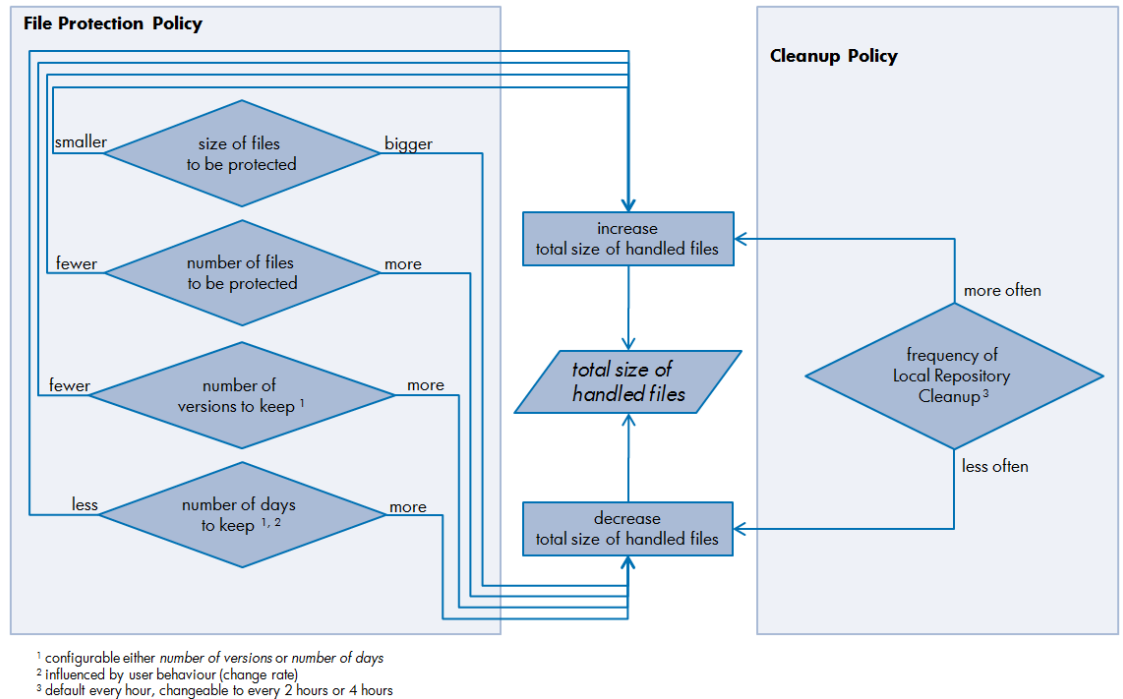 File Protection Policy
smaller
size of files
to be protected
bigger
fewer
number of files
to be protected
more
fewer
number of
versions to keep ¹
more
less
number of days
to keep ¹, ²
more
increase
total size of handled files
total size of
handled files
decrease
total size of handled files
Cleanup Policy
more often
frequency of
Local Repository
Cleanup ³
less often
¹ configurable either number of versions or number of days
² influenced by user behaviour (change rate)
³ default every hour, changeable to every 2 hours or 4 hours